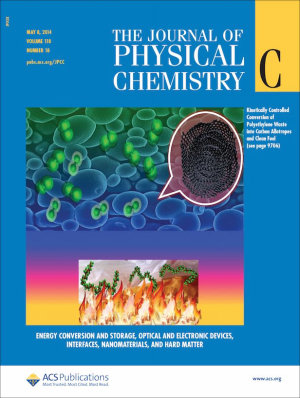 MAY 8, 2014
VOLUME 118
NUMBER 18
pubs.acs.org/JPCC
THE JOURNAL OF
PHYSICAL
CHEMISTRY
C
Kinetically Controlled
Conversion of
Polyethylene Waste
into Carbon Allotropes
and Clean Fuel
(see page 9706)
ENERGY CONVERSION AND STORAGE, OPTICAL AND ELECTRONIC DEVICES,
INTERFACES, NANOMATERIALS, AND HARD MATTER
ACS Publications
Most Trusted. Most Cited. Most Read.
www.acs.org